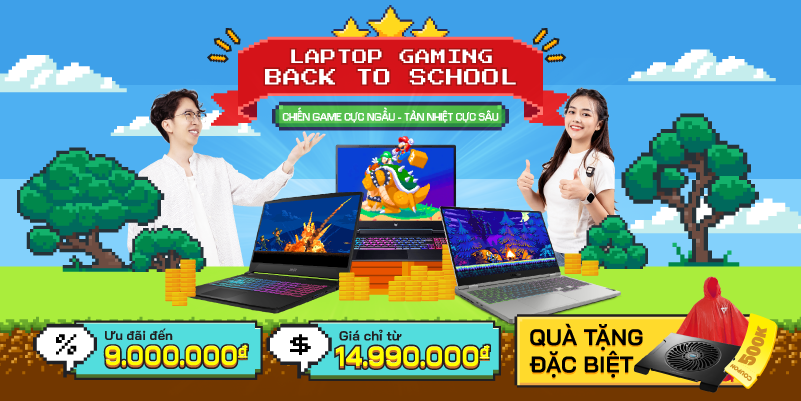 LAPTOP GAMING
BACK TO SCHOOL
CHIẾN GAME CỰC NGẦU - TẢN NHIỆT CỰC SÂU
%
Ưu đãi đến
9.000.000đ
$
Giá chỉ từ
14.990.000đ
QUÀ TẶNG
ĐẶC BIỆT
COUPON
500K